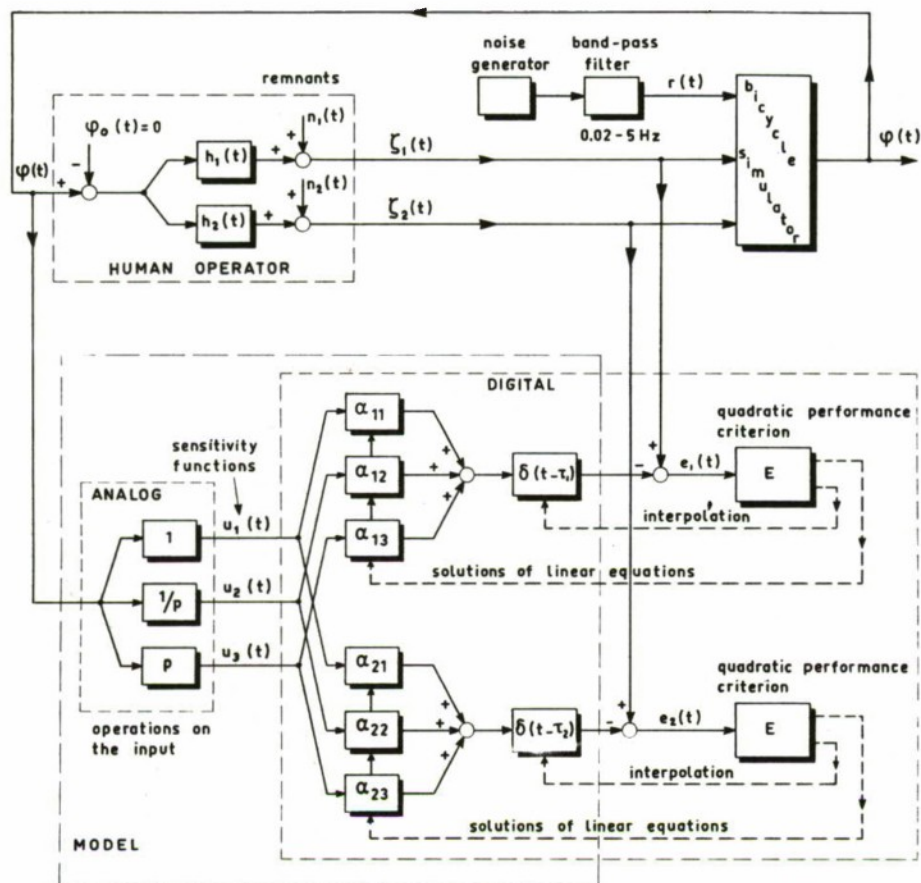 noise generator
band-pass filter
r(t)
0.02-5 Hz
bicycle simulator
φ(t)
remnants
φ₀(t)=0
n₁(t)
-
+
φ(t)
+
h₁(t)
+
ζ₁(t)
n₂(t)
+
h₂(t)
+
ζ₂(t)
HUMAN OPERATOR
DIGITAL
quadratic performance criterion
sensitivity functions
α₁₁
+
α₁₂
+
δ(t-τ₁)
-
+
e₁(t)
E
ANALOG
u₁(t)
+
α₁₃
interpolation
1
solutions of linear equations
1/p
u₂(t)
p
u₃(t)
α₂₁
+
quadratic performance criterion
operations on the input
α₂₂
+
δ(t-τ₂)
-
+
e₂(t)
E
+
α₂₃
interpolation
solutions of linear equations
MODEL